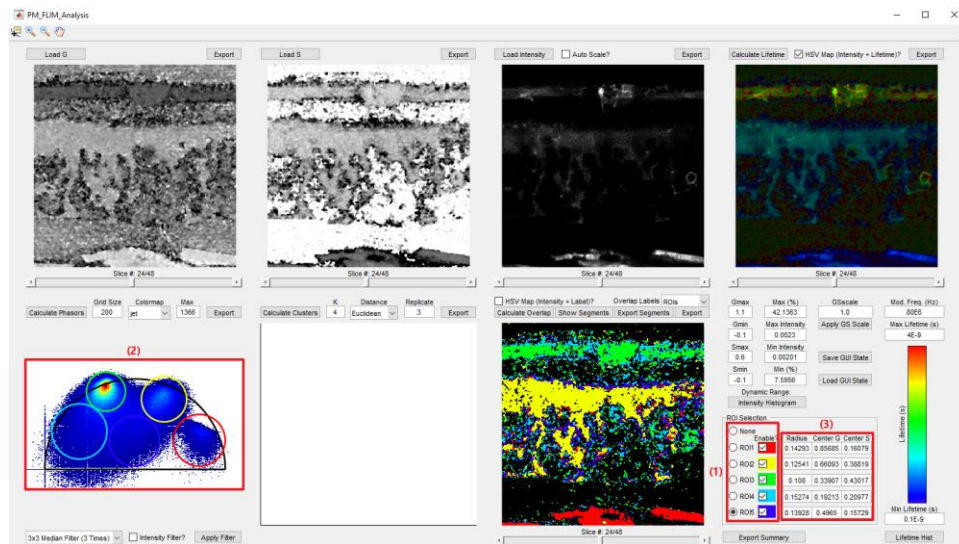 PM_FLIM_Analysis
Load G Export Load S Export Load Intensity Auto Scale? Export Calculate Lifetime HSV Map (Intensity + Lifetime)? Export
Slice #: 24/48 Slice #: 24/48 Slice #: 24/48 Slice #: 24/48
Grid Size Colormap Max
Calculate Phasors 200 jet 1366 Export
K Distance Replicate
Calculate Clusters 4 Euclidean 3 Export
HSV Map (Intensity + Label)? Overlap Labels ROIs
Calculate Overlap Show Segments Export Segments Export
Gmax Max (%) GSscale Mod. Freq. (Hz)
1.1 42.1363 1.0 80E6
Gmin Max Intensity Apply GS Scale Max Lifetime (s)
-0.1 0.0023 4E-9
Smax Min Intensity
0.6 0.00201 Save GUI State
Smin Min (%)
-0.1 7.5956 Load GUI State
Dynamic Range:
Intensity Histogram
Lifetime (s)
(2)
ROI Selection
None (3)
Enable? Radius Center G Center S
(1)
ROI1 0.14293 0.85685 0.16079
ROI2 0.12541 0.66093 0.38819
ROI3 0.108 0.33907 0.43017
ROI4 0.15274 0.19213 0.20977
ROI5 0.13928 0.4965 0.15729
Min Lifetime (s)
0.1E-9
3x3 Median Filter (3 Times) Intensity Filter? Apply Filter
Export Summary Lifetime Hist